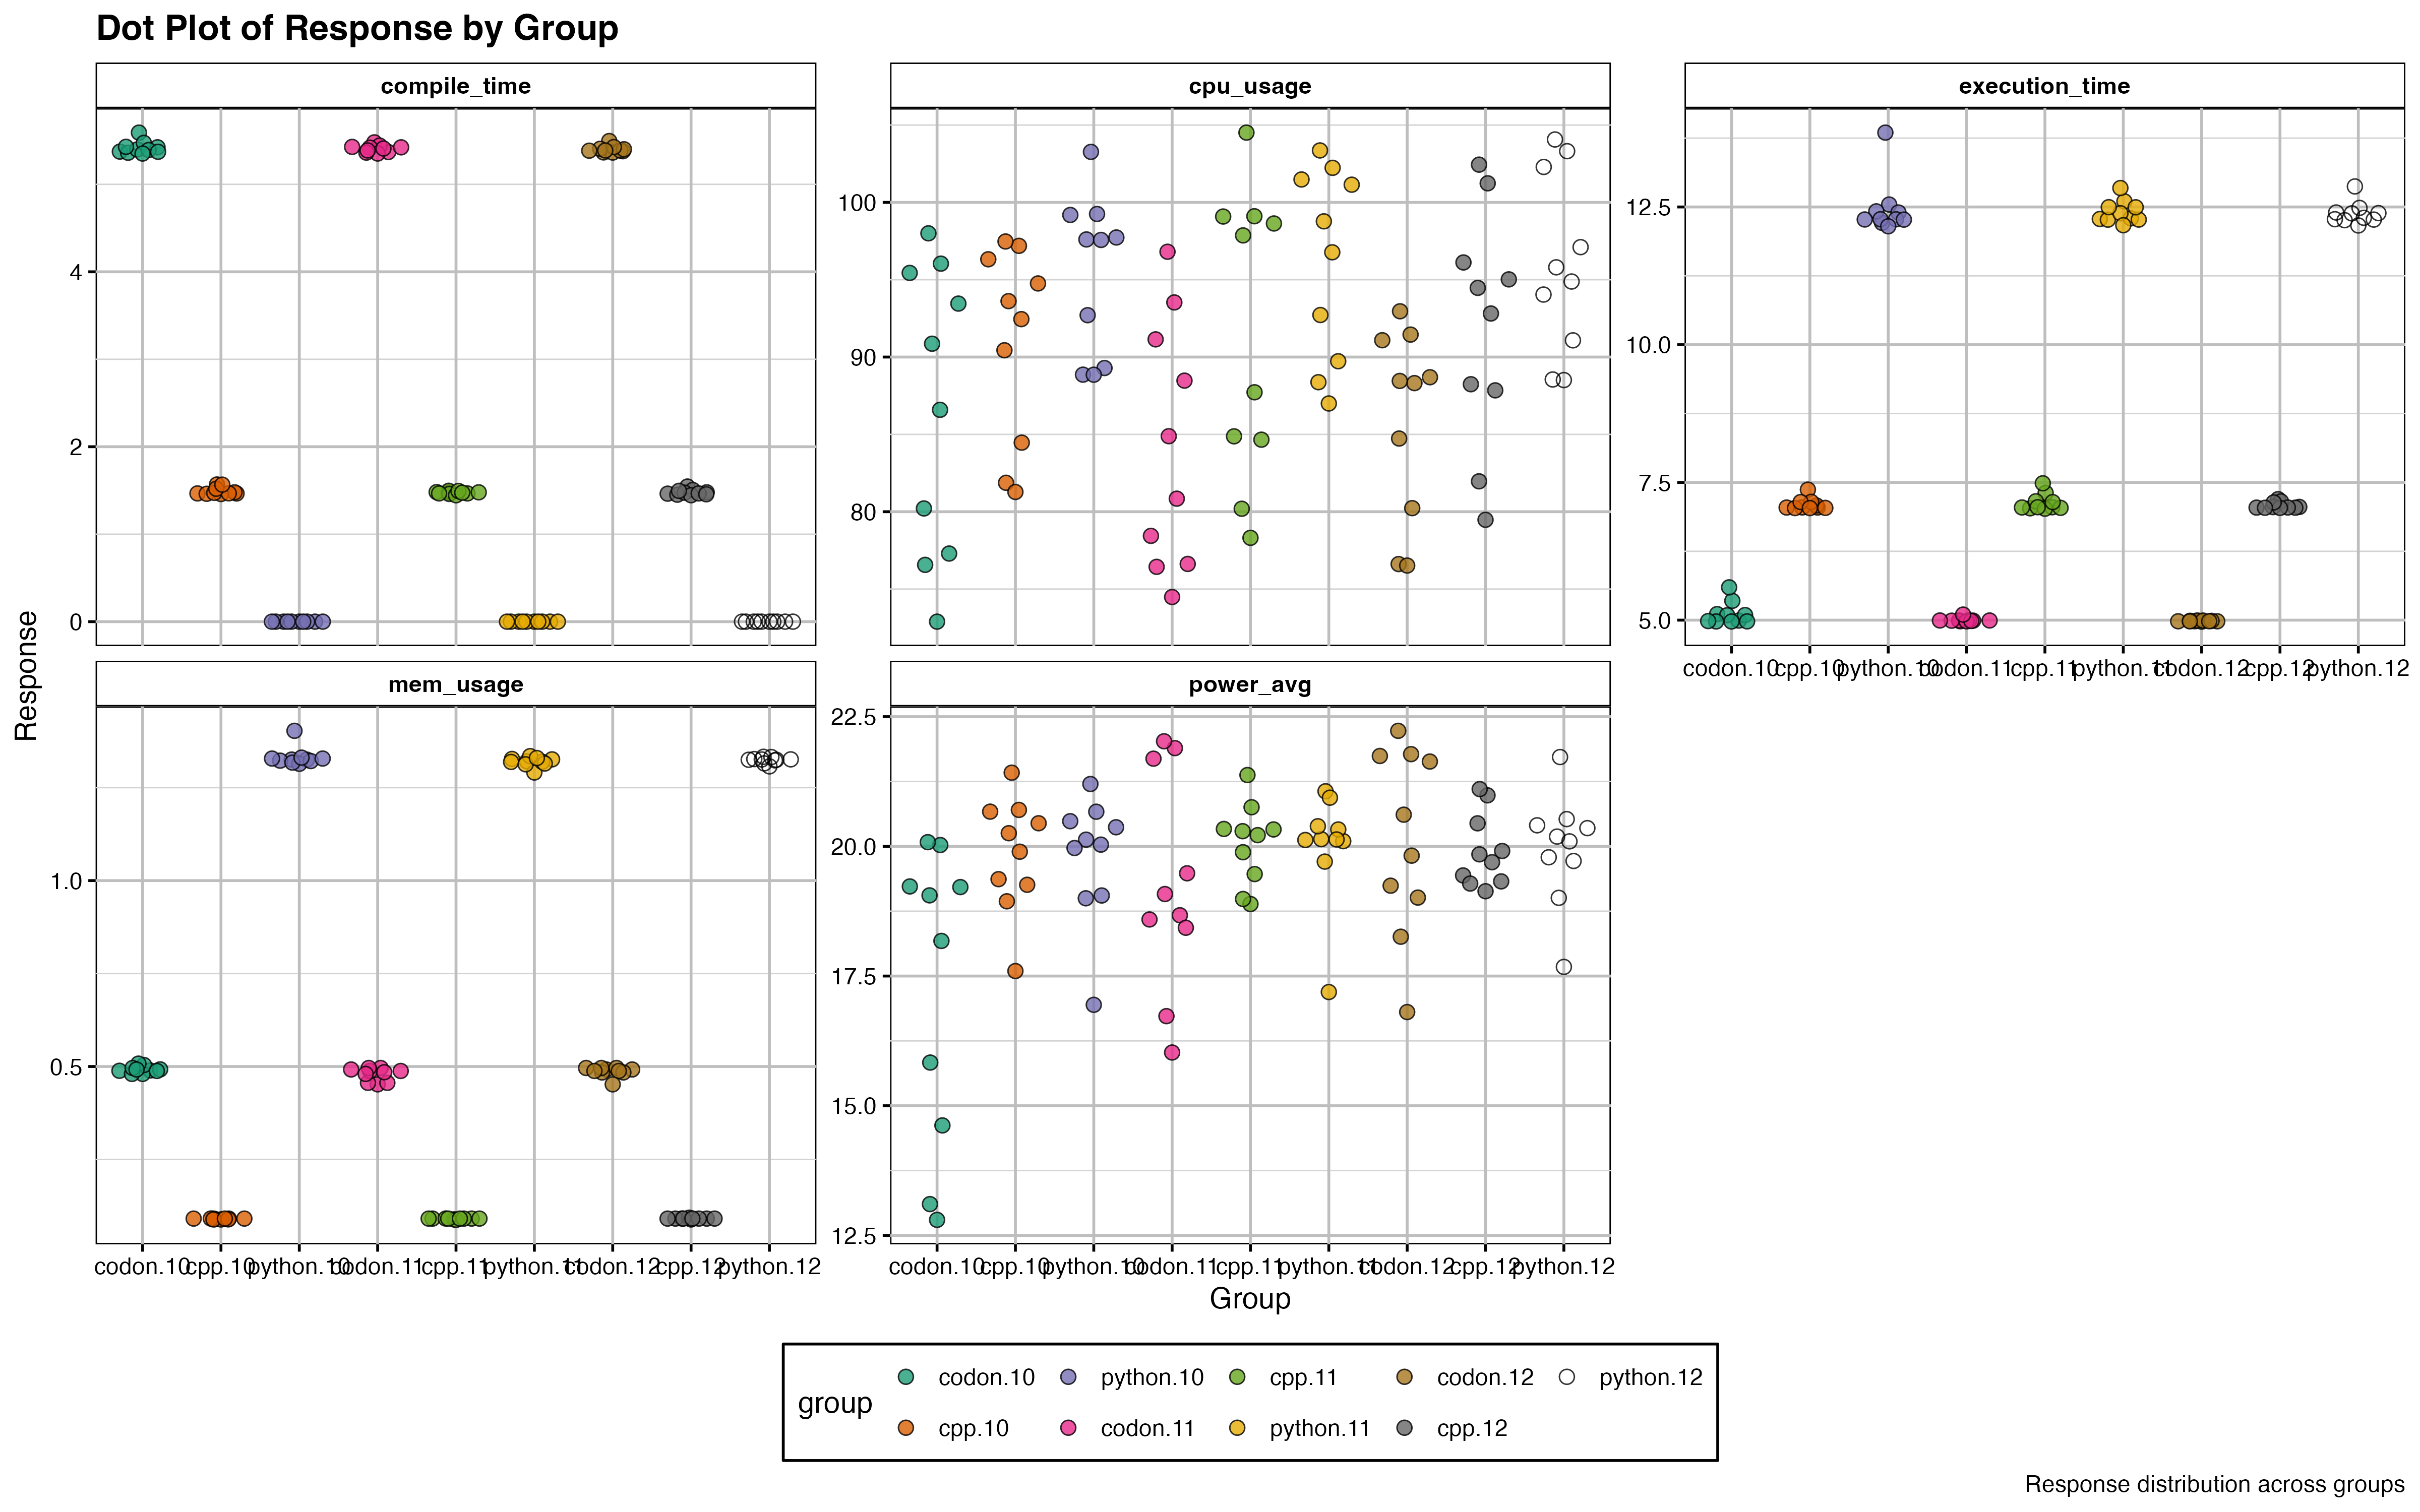 Dot Plot of Response by Group
compile_time
cpu_usage
execution_time
4
2
0
100
90
80
12.5
10.0
7.5
5.0
codon.10 cpp.10 python.10 codon.11 cpp.11 python.11 codon.12 cpp.12 python.12
Response
mem_usage
power_avg
1.0
0.5
22.5
20.0
17.5
15.0
12.5
codon.10 cpp.10 python.10 codon.11 cpp.11 python.11 codon.12 cpp.12 python.12
codon.10 cpp.10 python.10 codon.11 cpp.11 python.11 codon.12 cpp.12 python.12
Group
group
codon.10 python.10 cpp.11 codon.12 python.12
cpp.10 codon.11 python.11 cpp.12
Response distribution across groups